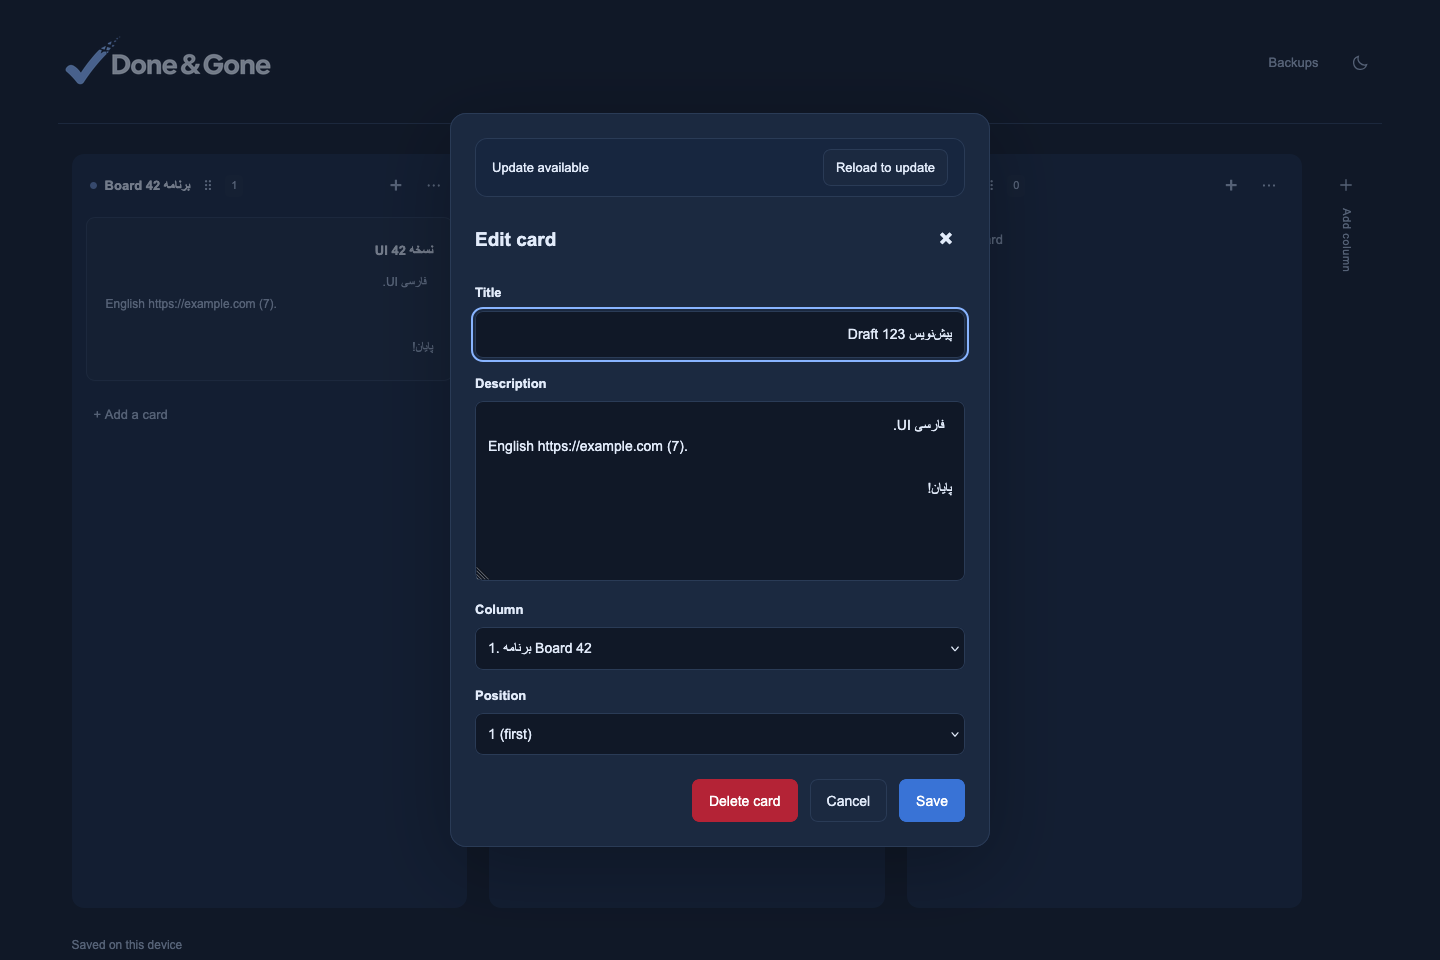 Done & Gone
Backups
برنامه Board 42
1
نسخه 42 UI
فارسی UI.
English https://example.com (7).
پایان!
+ Add a card
0
Add column
Update available
Reload to update
Edit card
Title
پیش‌نویس Draft 123
Description
فارسی UI.
English https://example.com (7).
پایان!
Column
1. برنامه Board 42
Position
1 (first)
Delete card
Cancel
Save
Saved on this device